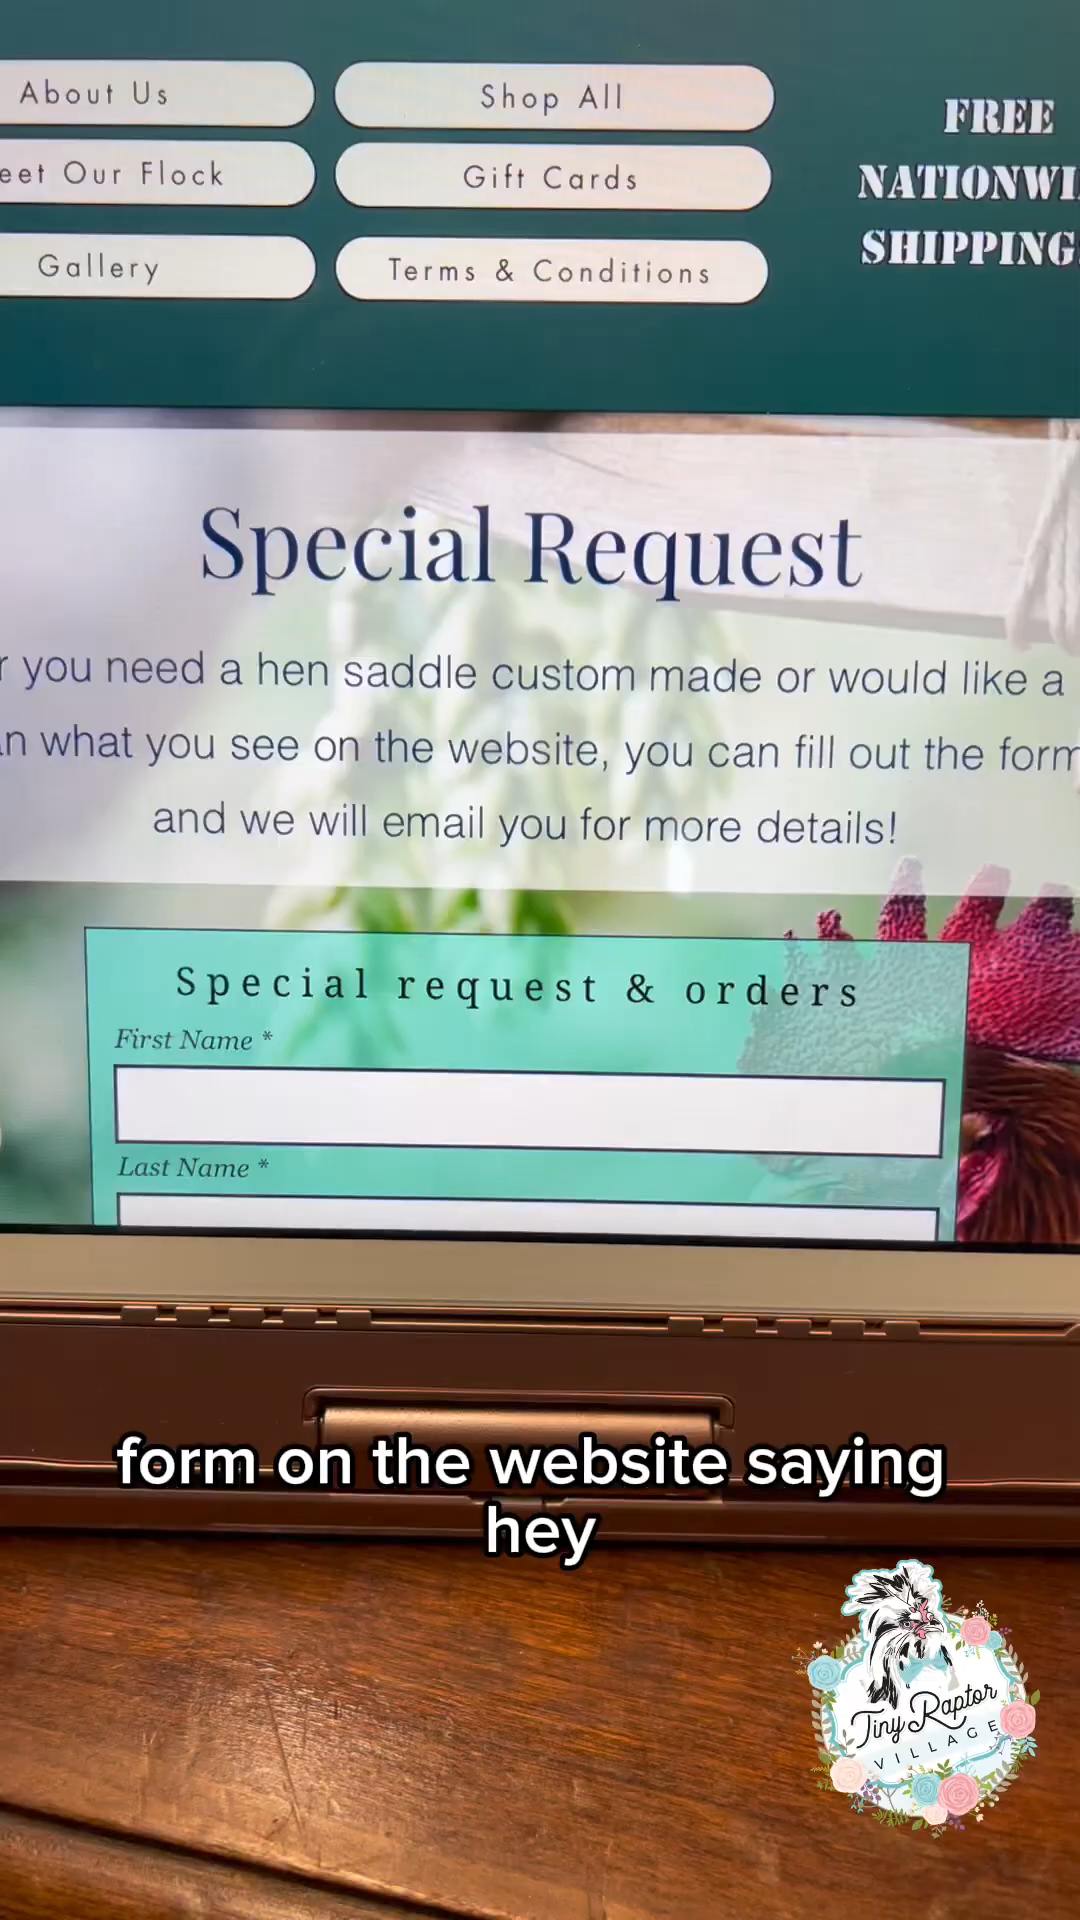 About Us
Shop All
eet Our Flock
Gift Cards
Gallery
Terms & Conditions
FREE
NATIONWI
SHIPPING
Special Request
r you need a hen saddle custom made or would like a
n what you see on the website, you can fill out the form
and we will email you for more details!
Special request & orders
First Name *
Last Name *
form on the website saying
hey
Tiny Raptor
VILLAGE